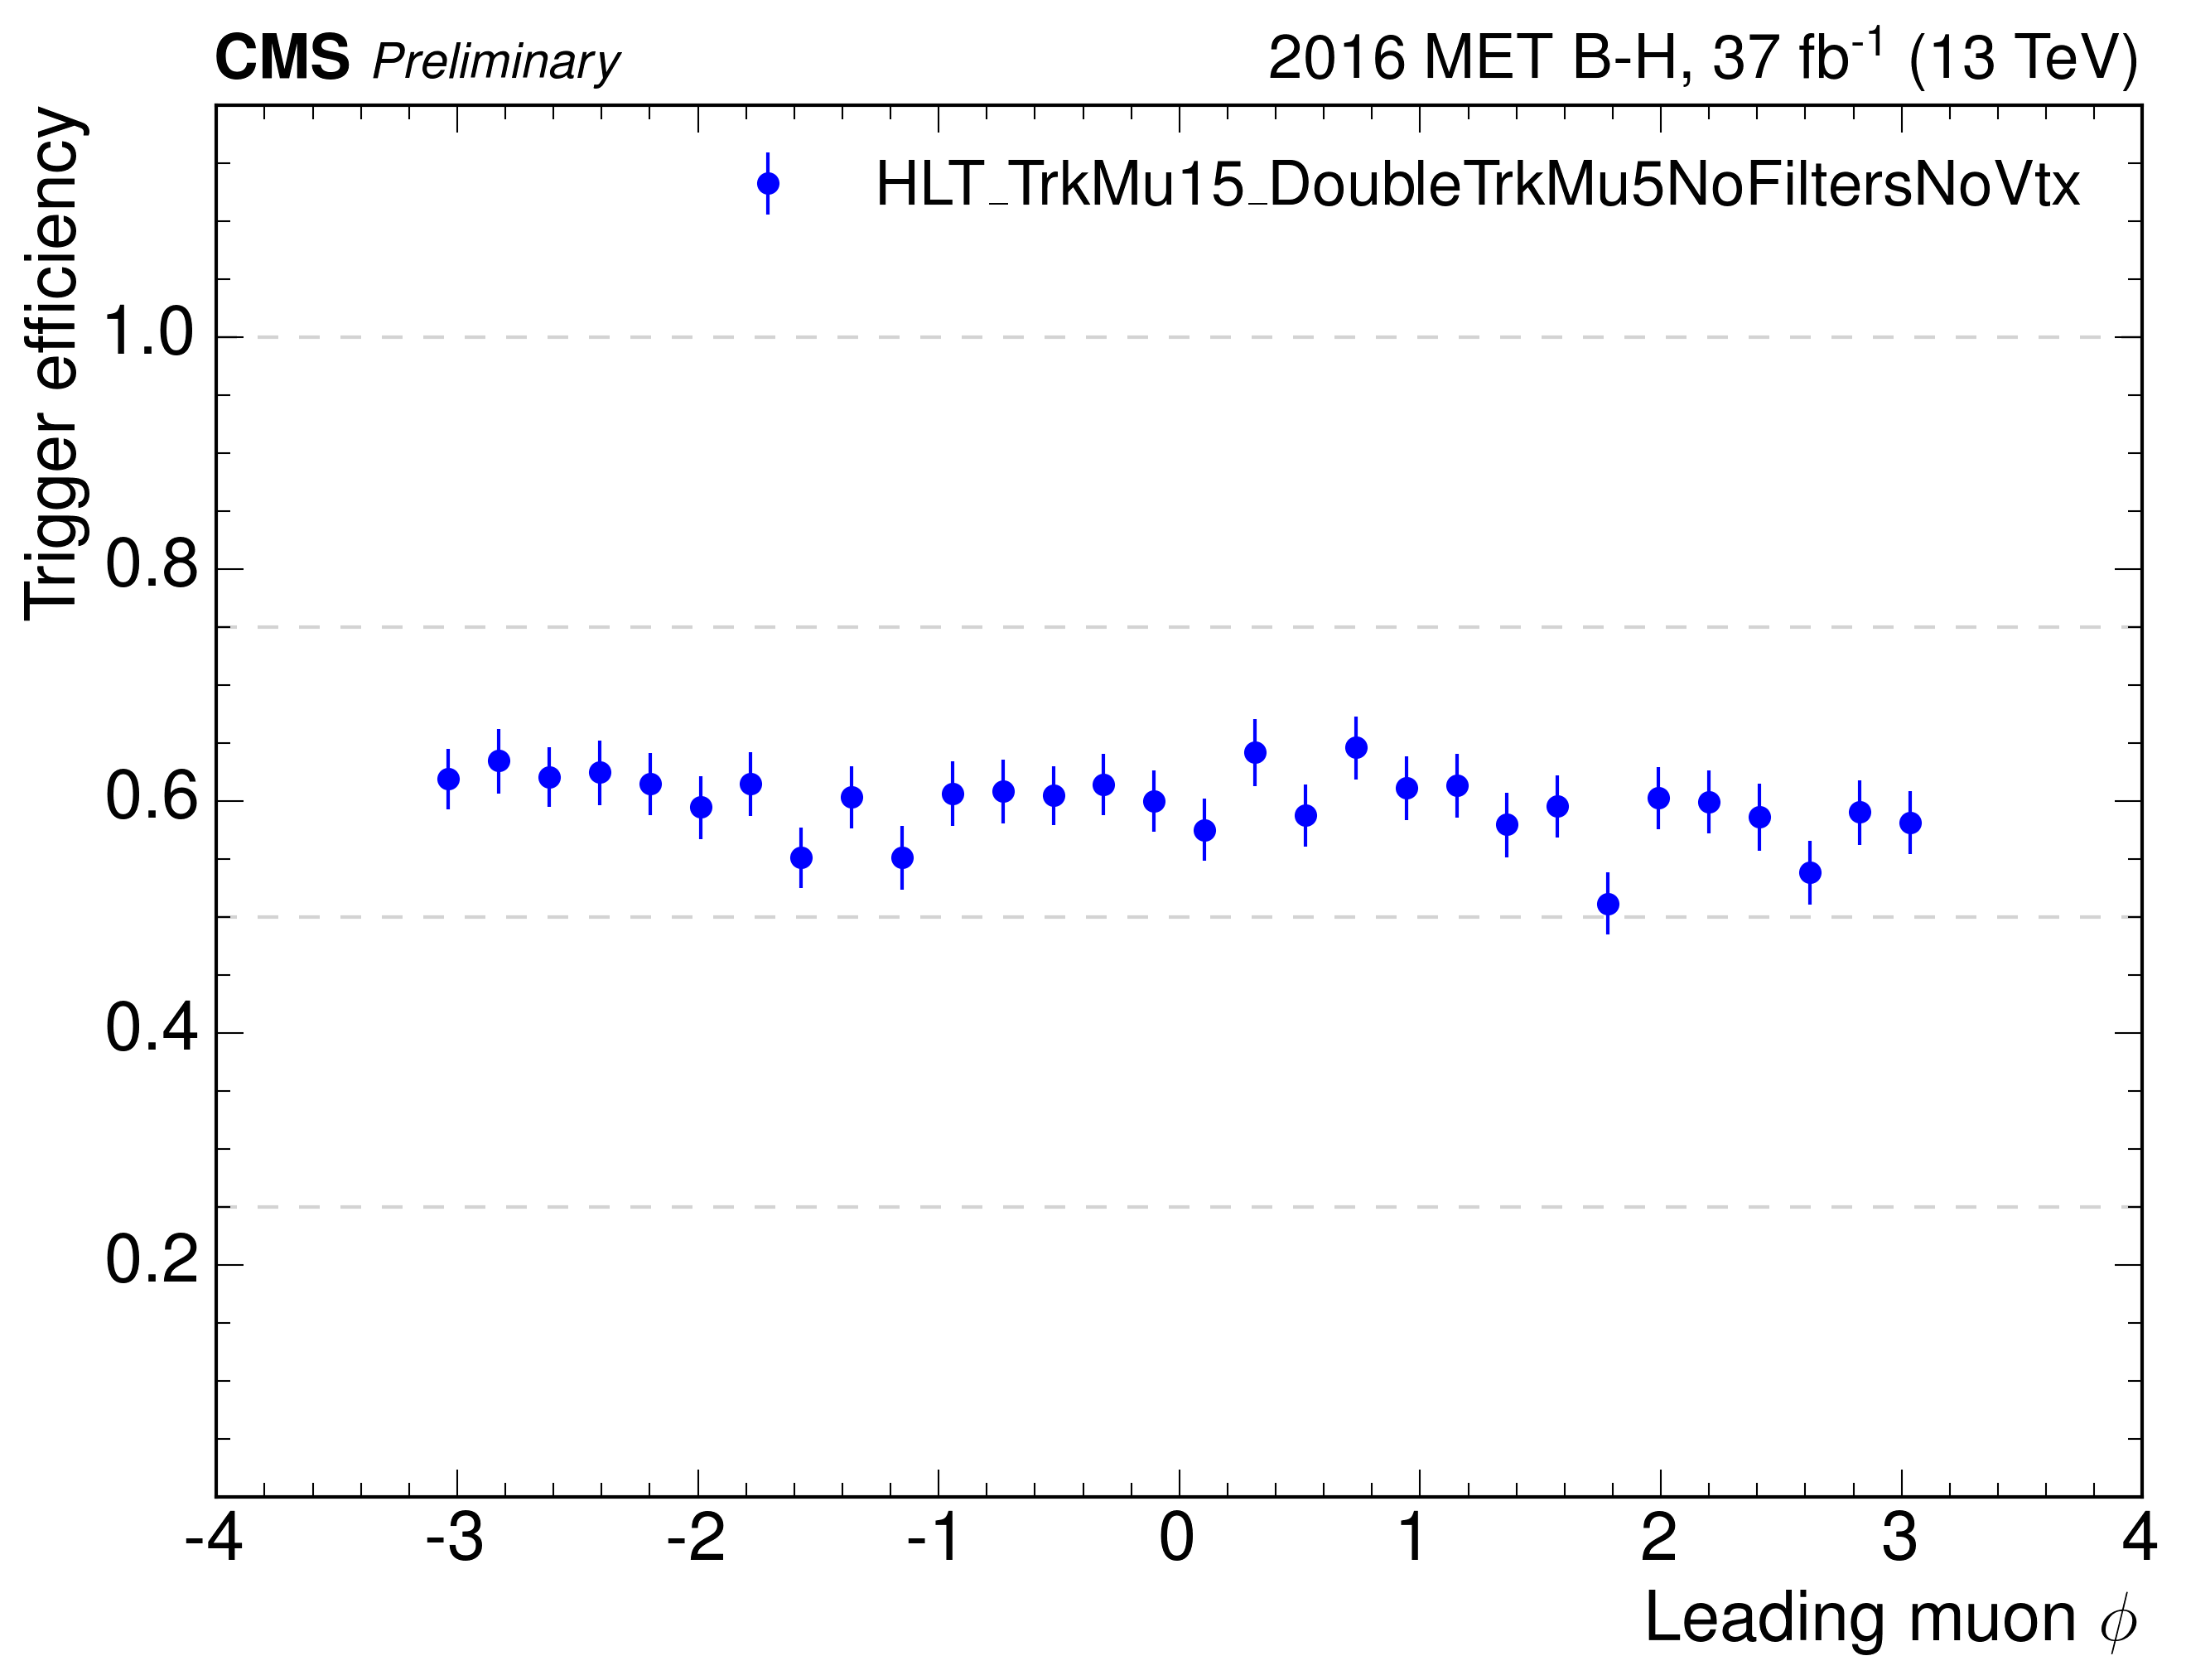 CMS Preliminary 2016 MET B-H, 37 fb⁻¹ (13 TeV)
HLT_TrkMu15_DoubleTrkMu5NoFiltersNoVtx
Trigger efficiency
1.0
0.8
0.6
0.4
0.2
-4 -3 -2 -1 0 1 2 3 4
Leading muon ϕ